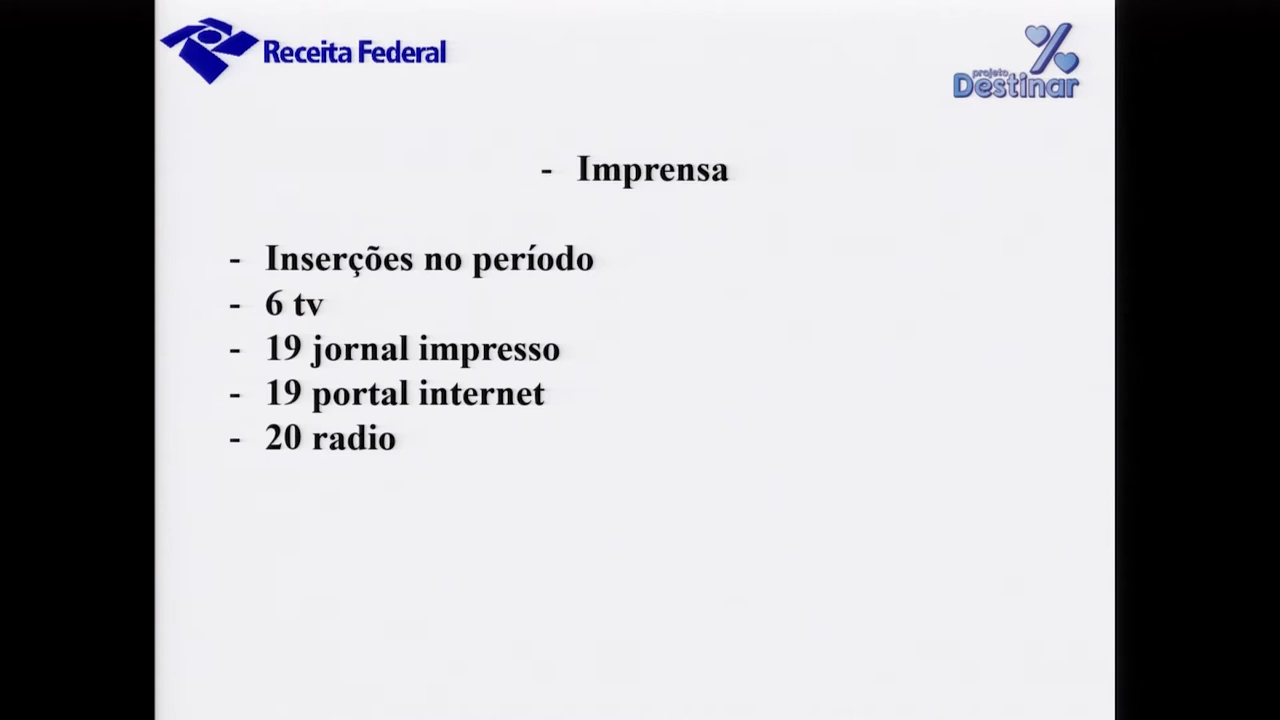 Receita Federal
projeto
Destinar
- Imprensa
- Inserções no período
- 6 tv
- 19 jornal impresso
- 19 portal internet
- 20 radio